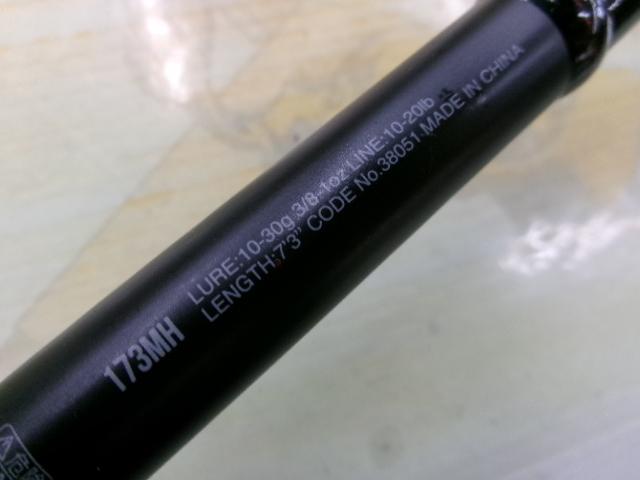 173MH
LURE:10-30g 3/8-1oz LINE:10-20lb
LENGTH:7'3" CODE No.38051 MADE IN CHINA